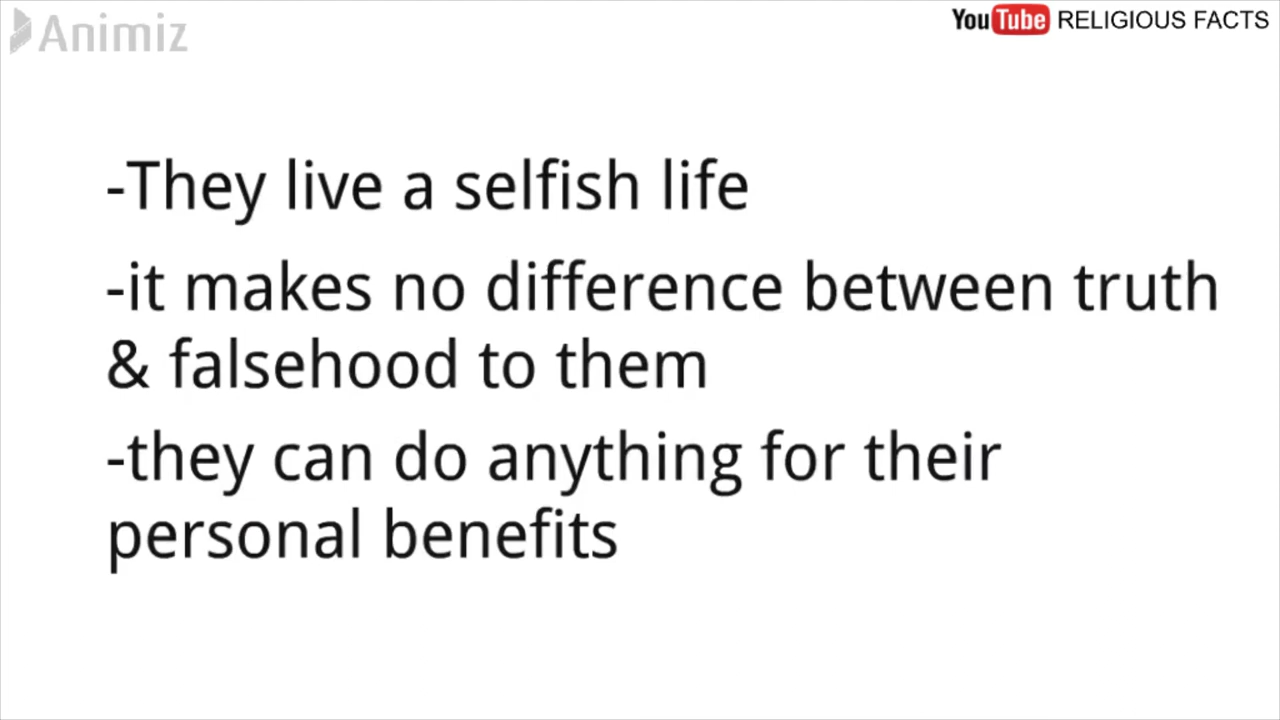 Animiz
YouTube RELIGIOUS FACTS
-They live a selfish life
-it makes no difference between truth
& falsehood to them
-they can do anything for their
personal benefits